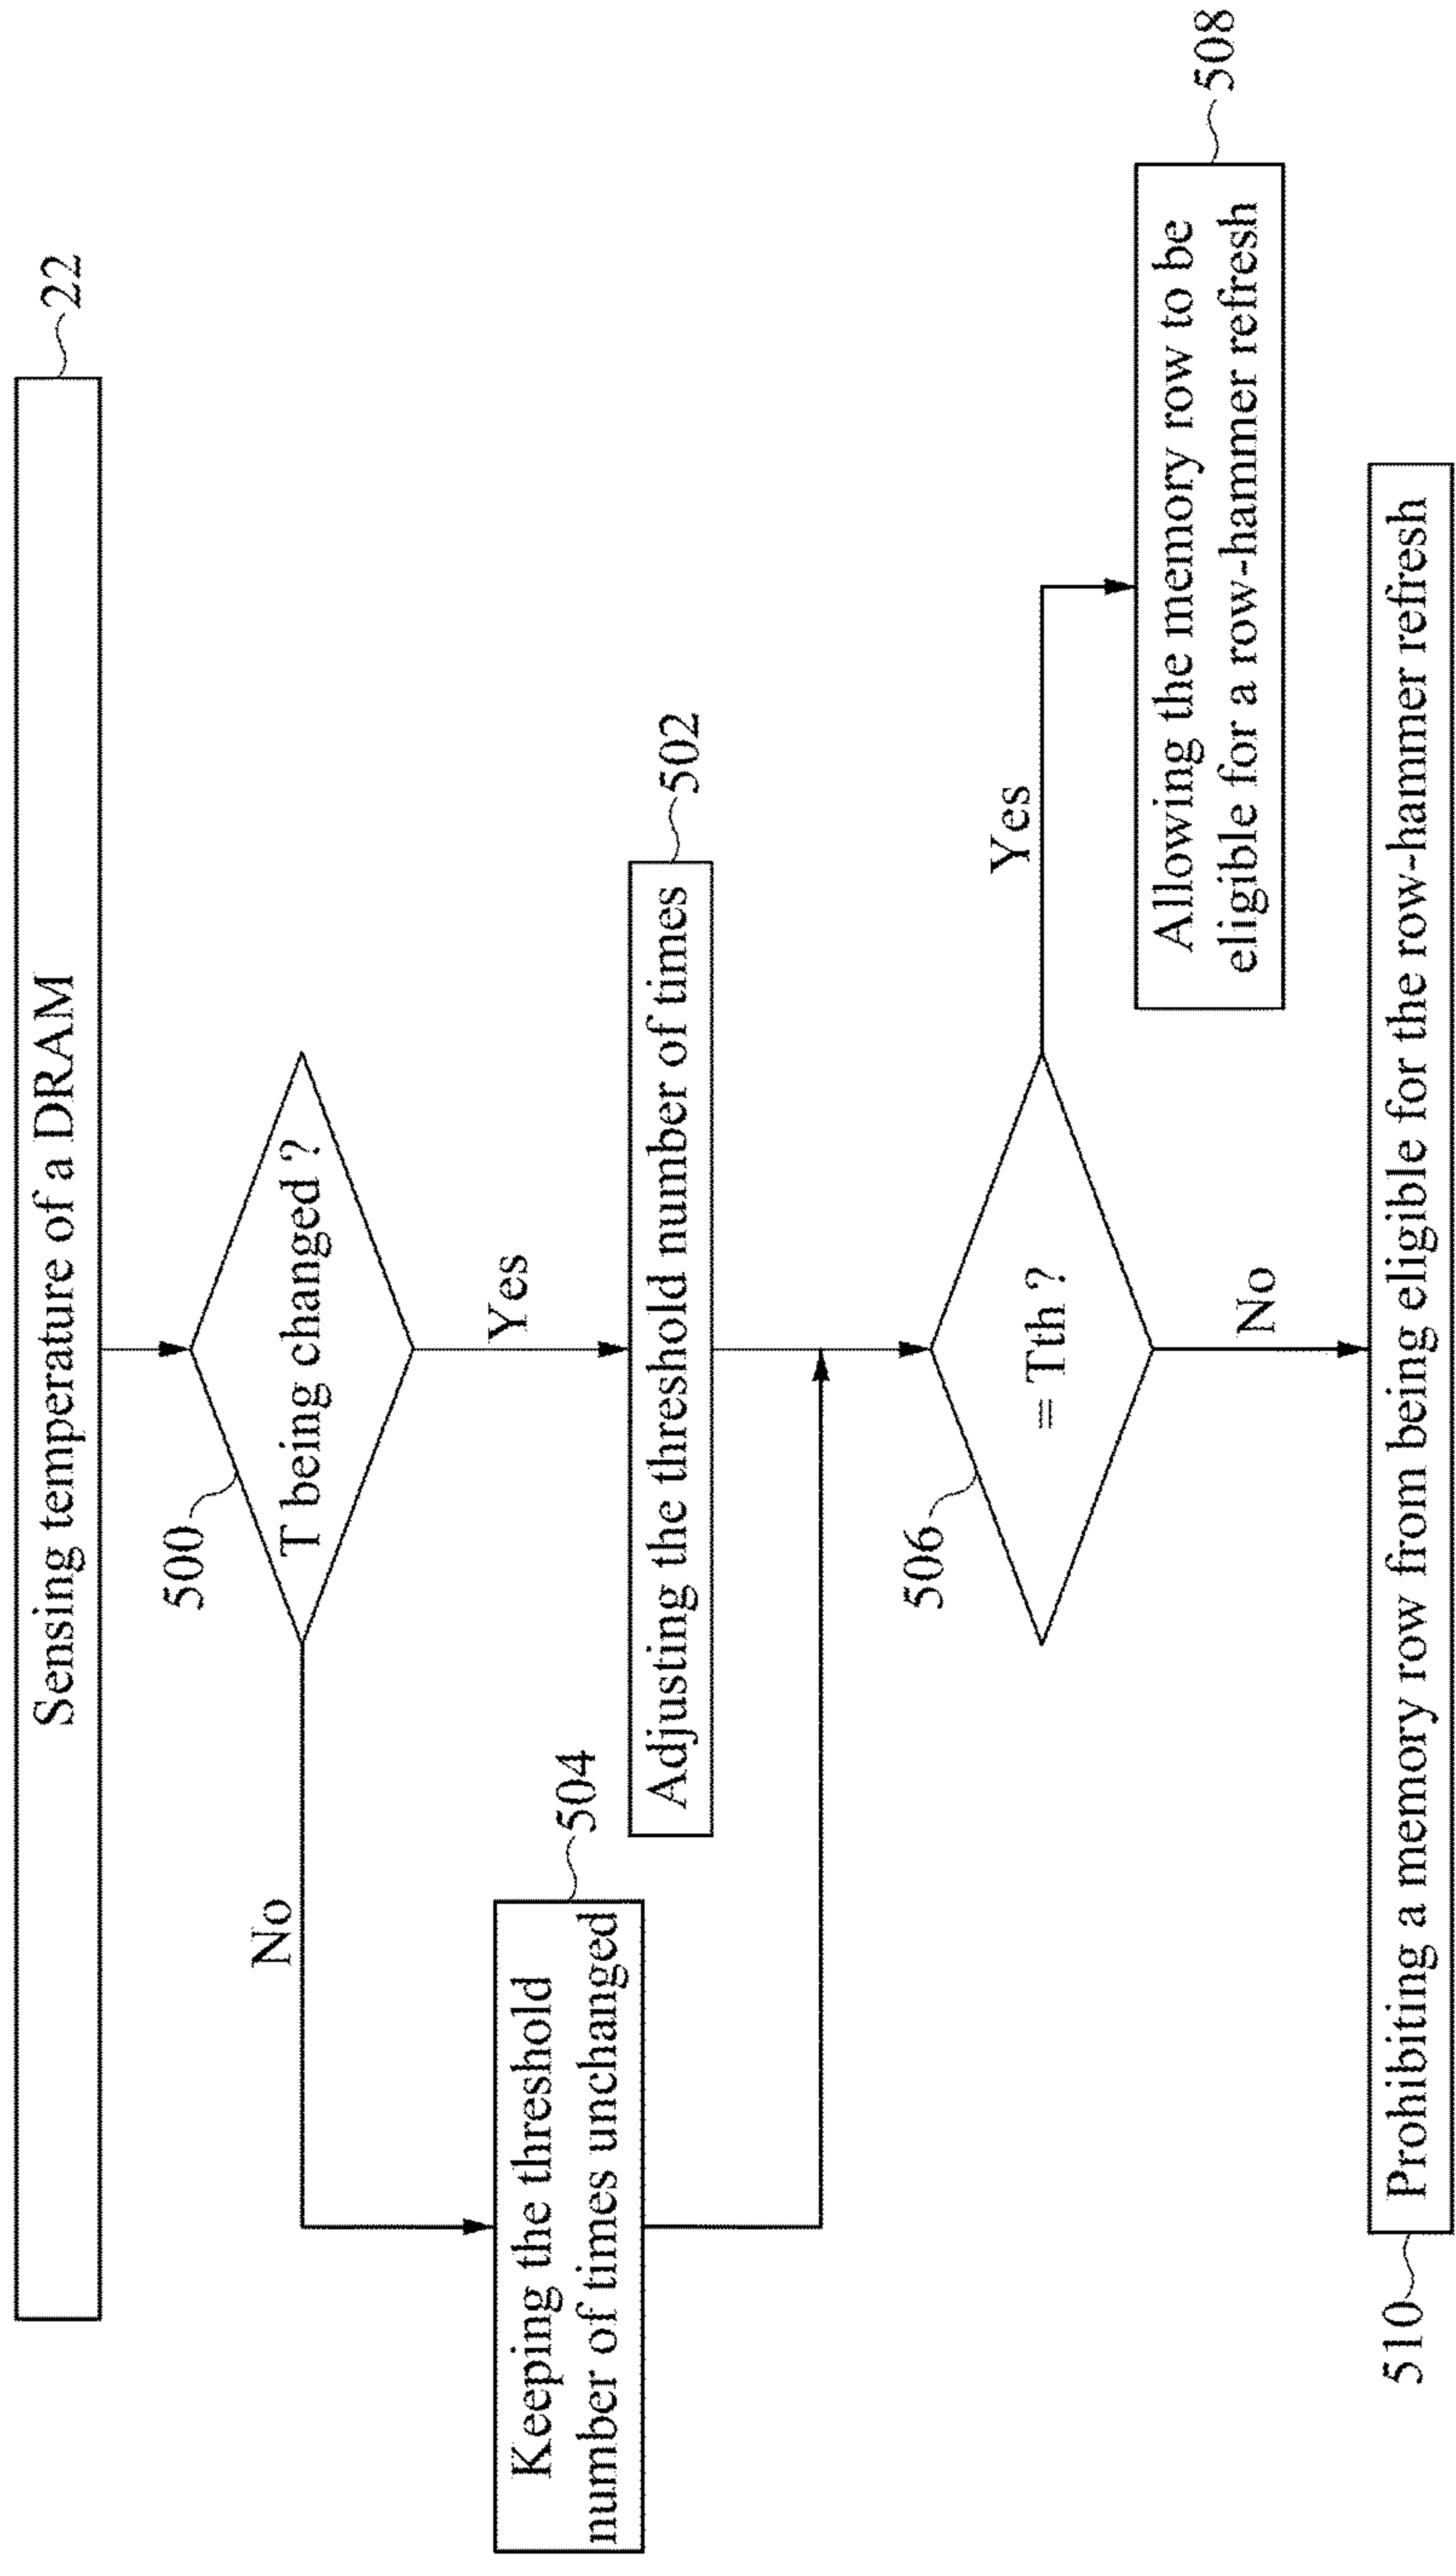 Sensing temperature of a DRAM
22
500
T being changed ?
No
Yes
Keeping the threshold
number of times unchanged
504
Adjusting the threshold number of times
502
506
= Tth ?
Yes
No
Allowing the memory row to be
eligible for a row-hammer refresh
508
510
Prohibiting a memory row from being eligible for the row-hammer refresh